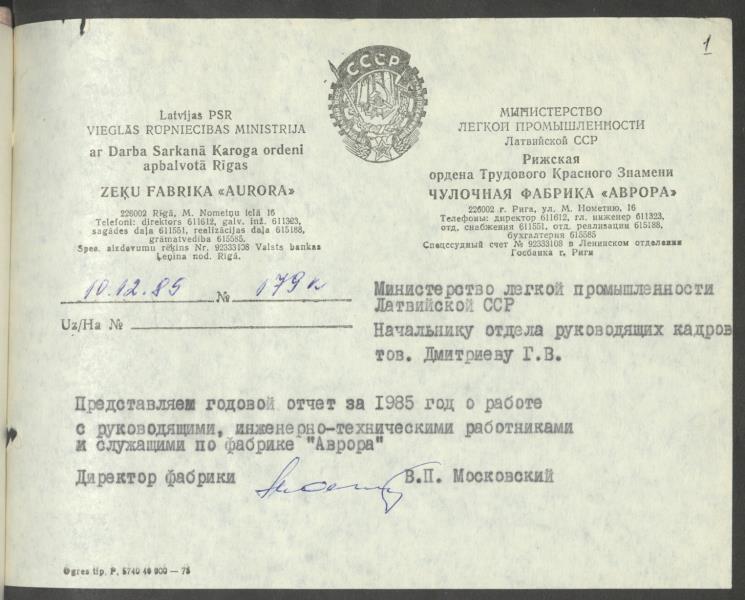 1
СССР
Latvijas PSR
VIEGLĀS RŪPNIECĪBAS MINISTRIJA
ar Darba Sarkanā Karoga ordeni
apbalvotā Rīgas
ZEĶU FABRIKA «AURORA»
226002 Rīgā, M. Nometņu ielā 16
Telefoni: direktors 611612, galv. inž. 611323,
sagādes daļa 611551, realizācijas daļa 615188,
grāmatvedība 615585.
Spec. aizdevumu rēķins Nr. 92333108 Valsts bankas
Ļeņina nod. Rīgā.
МИНИСТЕРСТВО
ЛЕГКОЙ ПРОМЫШЛЕННОСТИ
Латвийской ССР
Рижская
ордена Трудового Красного Знамени
ЧУЛОЧНАЯ ФАБРИКА «АВРОРА»
226002 г. Рига, ул. М. Нометню, 16
Телефоны: директор 611612, гл. инженер 611323,
отд. снабжения 611551, отд. реализации 615188,
бухгалтерия 615585
Спецссудный счет № 92333108 в Ленинском отделении
Госбанка г. Риги
10.12.85 № 179к
Uz/На №
Министерство легкой промышленности
Латвийской ССР
Начальнику отдела руководящих кадров
тов. Дмитриеву Г.В.
Представляем годовой отчет за 1985 год о работе
с руководящими, инженерно-техническими работниками
и служащими по фабрике "Аврора"
Директор фабрики В.П. Московский
Ogres tip. P. 5740 40 000 — 78